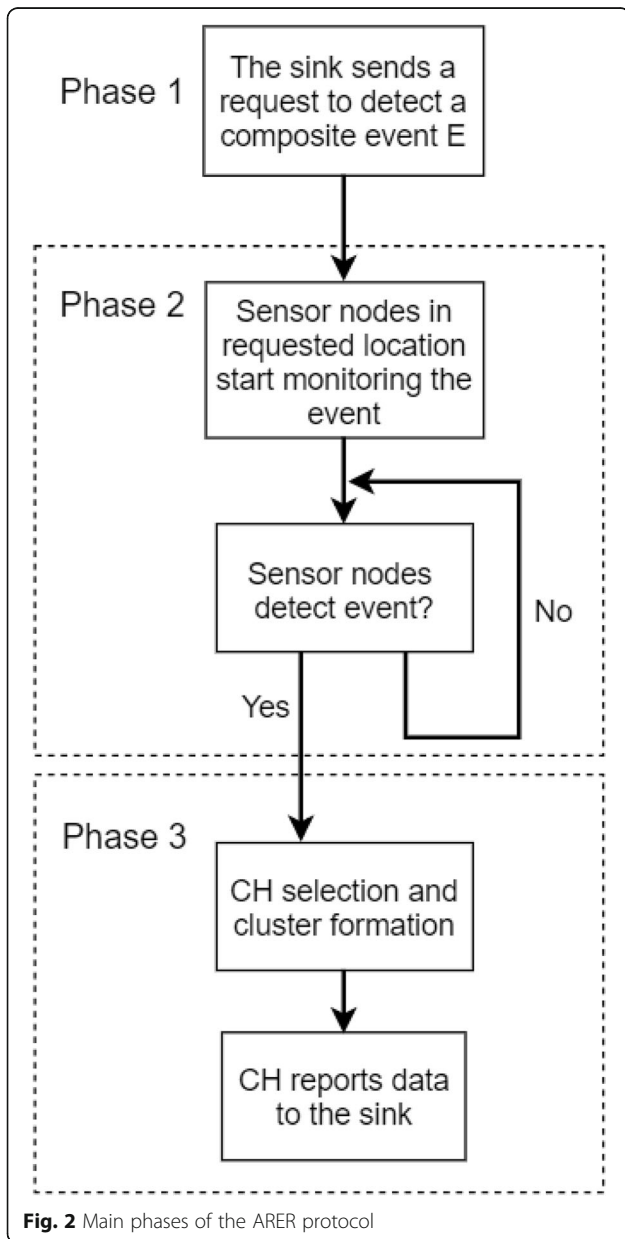 Phase 1
The sink sends a
request to detect a
composite event E
Phase 2
Sensor nodes in
requested location
start monitoring the
event
Sensor nodes
detect event?
No
Yes
Phase 3
CH selection and
cluster formation
CH reports data
to the sink
Fig. 2 Main phases of the ARER protocol